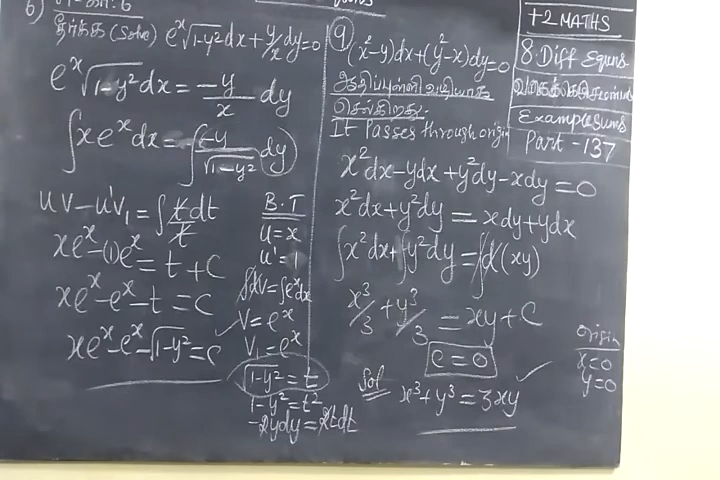 6) தீர்க்க (Solve) e^x √1-y² dx + y/x dy = 0
e^x √1-y² dx = -y/x dy
∫xe^x dx = ∫ -y/√1-y² dy
uv - u'v₁ = ∫ t dt/t
xe^x - (1)e^x = t + C
xe^x - e^x - t = C
xe^x - e^x - √1-y² = C
B.T
u = x
u' = 1
∫dv = ∫e^x dx
v = e^x
v₁ = e^x
√1-y² = t
1-y² = t²
-2ydy = 2tdt
9) (x²-y)dx + (y²-x)dy = 0
ஆதிப்புள்ளி வழியாக
செல்கிறது.
It Passes through origin
x²dx - ydx + y²dy - xdy = 0
x²dx + y²dy = xdy + ydx
∫x²dx + ∫y²dy = ∫d(xy)
x³/3 + y³/3 = xy + C
C = 0
Sol x³ + y³ = 3xy
origin
x=0
y=0
+2 MATHS
8. Diff Equns
Example Sums
Part - 137